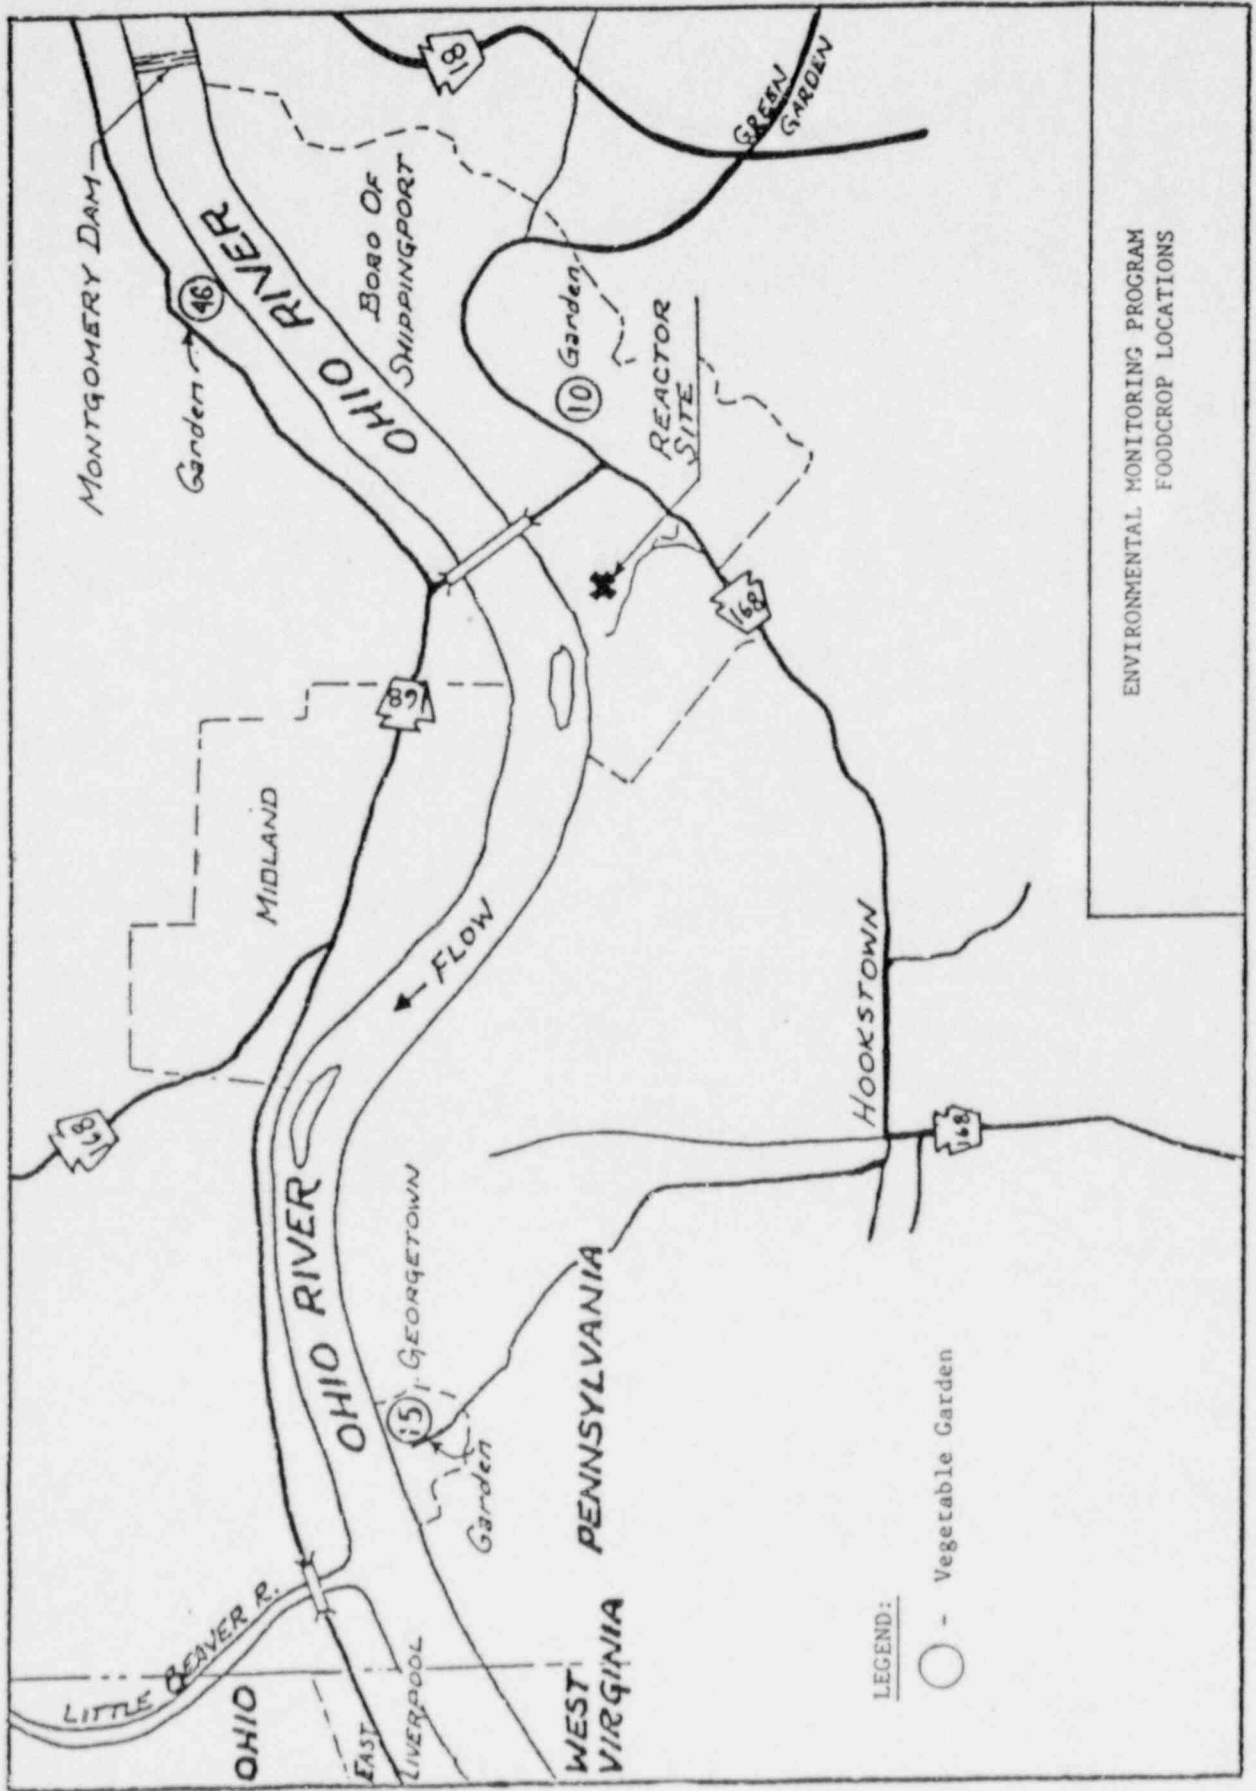 MONTGOMERY DAM
18
Garden
46
OHIO RIVER
BORO OF
SHIPPINGPORT
GREEN
GARDEN
10
Garden
REACTOR
SITE
68
168
MIDLAND
FLOW
168
HOOKSTOWN
168
OHIO RIVER
GEORGETOWN
15
Garden
LITTLE BEAVER R.
OHIO
EAST
LIVERPOOL
WEST
VIRGINIA
PENNSYLVANIA
LEGEND:
- Vegetable Garden
ENVIRONMENTAL MONITORING PROGRAM
FOODCROP LOCATIONS